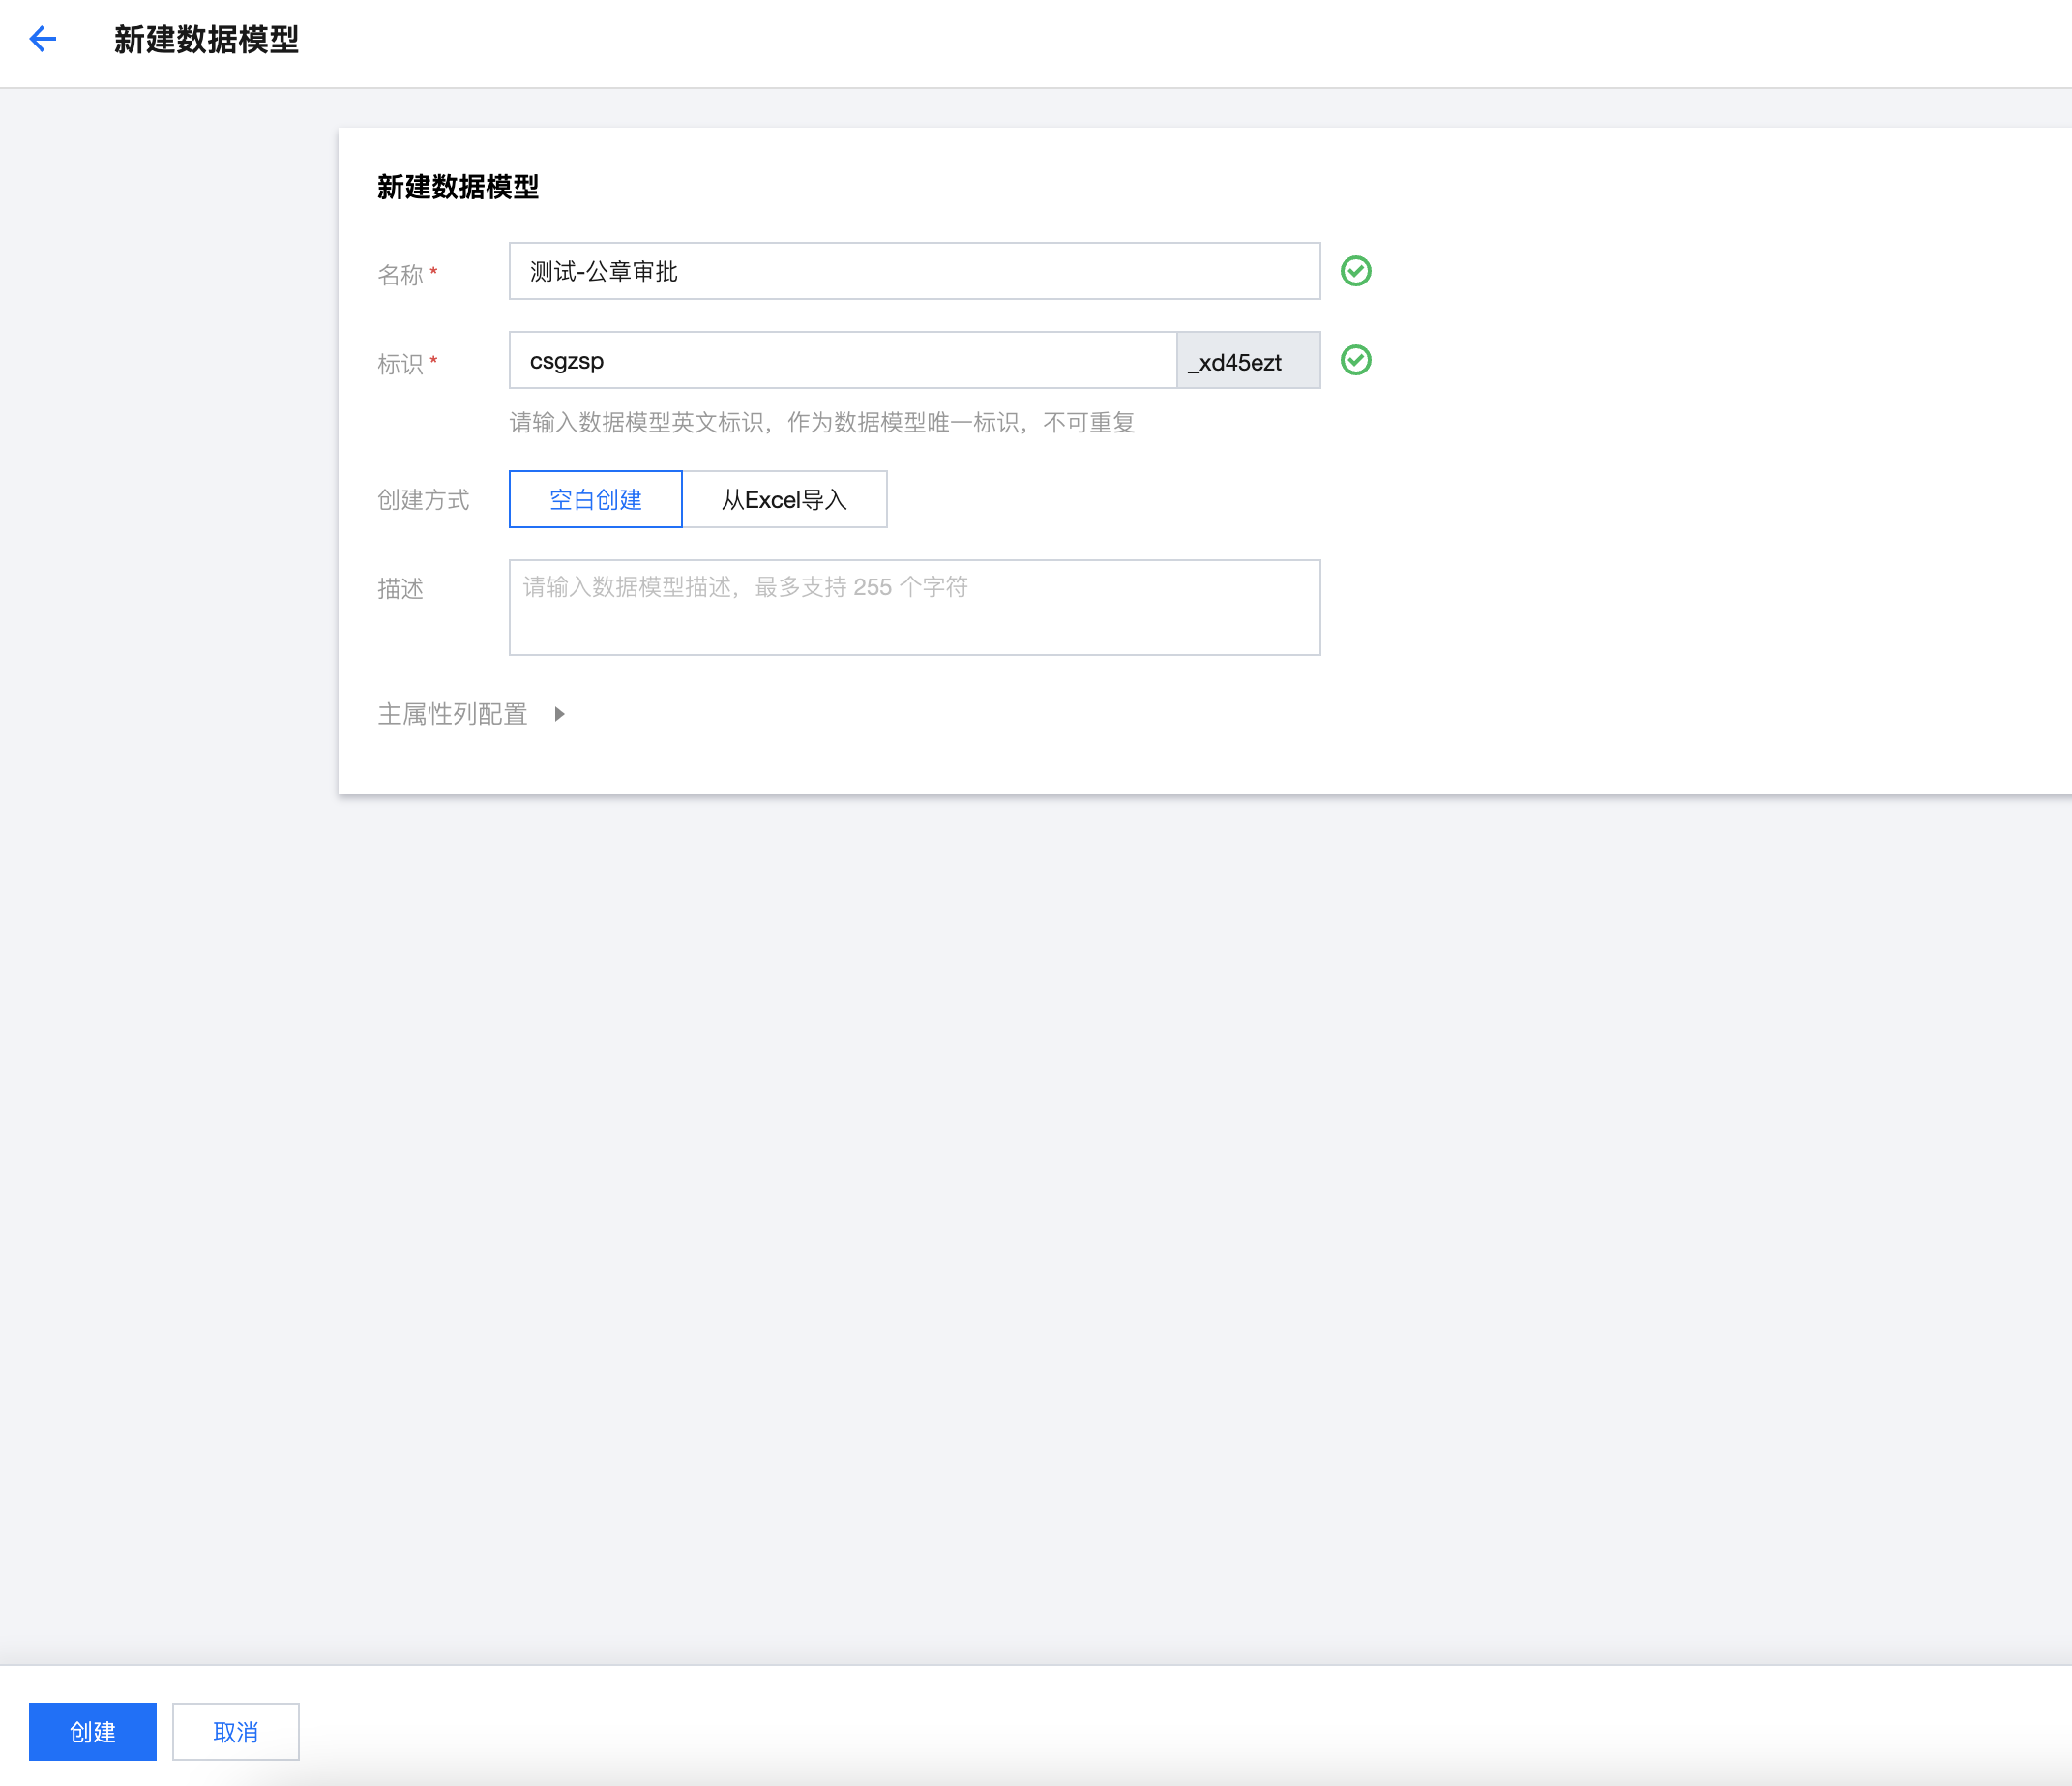 新建数据模型
新建数据模型
名称 *
测试-公章审批
标识 *
csgzsp
_xd45ezt
请输入数据模型英文标识，作为数据模型唯一标识，不可重复
创建方式
空白创建
从Excel导入
描述
请输入数据模型描述，最多支持 255 个字符
主属性列配置
创建
取消